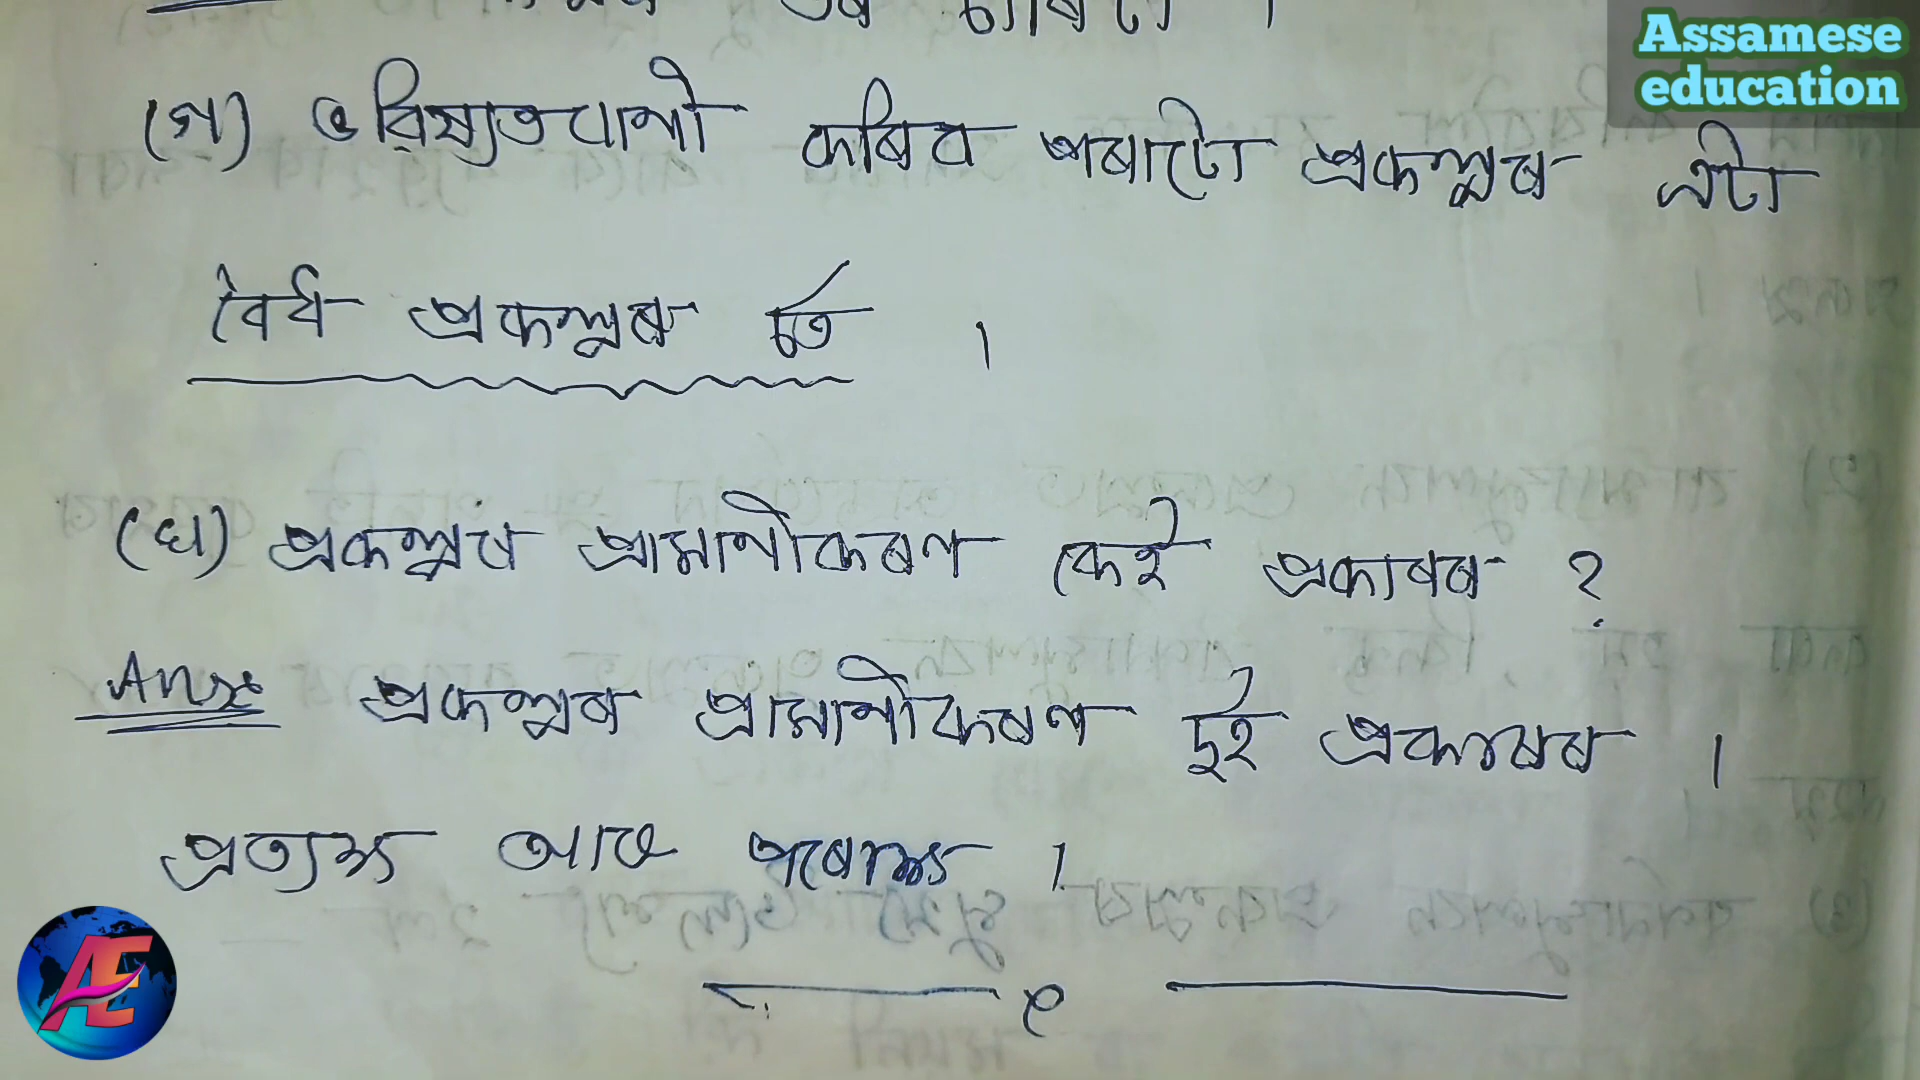 Assamese
education
(গ) ভৱিষ্যতবাণী কৰিব পৰাটো প্ৰকল্পৰ এটা
বৈধ প্ৰকল্পৰ চৰ্ত ।
(ঘ) প্ৰকল্পৰ প্ৰামাণীকৰণ কেই প্ৰকাৰৰ ?
Ans: প্ৰকল্পৰ প্ৰামাণীকৰণ দুই প্ৰকাৰৰ ।
প্ৰত্যক্ষ আৰু পৰোক্ষ ।
AE